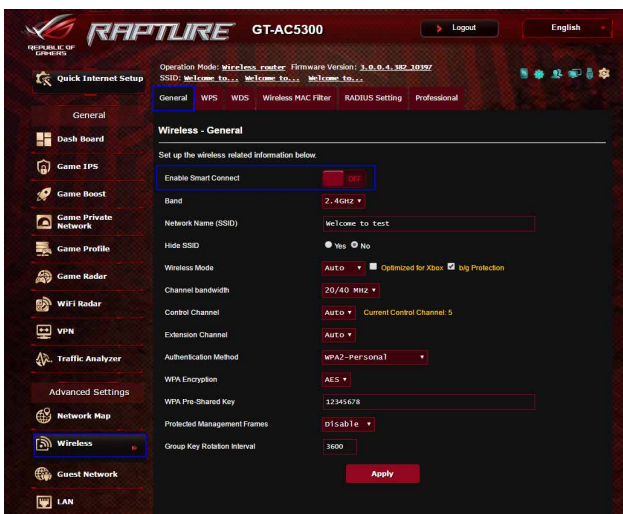 REPUBLIC OF
GAMERS
RAPTURE GT-AC5300 Logout English
Quick Internet Setup
Operation Mode: Wireless router Firmware Version: 3.0.0.4.382_10397
SSID: Welcome to... Welcome to... Welcome to...
General WPS WDS Wireless MAC Filter RADIUS Setting Professional
General
Dash Board
Game IPS
Game Boost
Game Private
Network
Game Profile
Game Radar
WiFi Radar
VPN
Traffic Analyzer
Advanced Settings
Network Map
Wireless
Guest Network
LAN
Wireless - General
Set up the wireless related information below.
Enable Smart Connect OFF
Band 2.4GHz
Network Name (SSID) Welcome to test
Hide SSID Yes No
Wireless Mode Auto Optimized for Xbox b/g Protection
Channel bandwidth 20/40 MHz
Control Channel Auto Current Control Channel: 5
Extension Channel Auto
Authentication Method WPA2-Personal
WPA Encryption AES
WPA Pre-Shared Key 12345678
Protected Management Frames Disable
Group Key Rotation Interval 3600
Apply